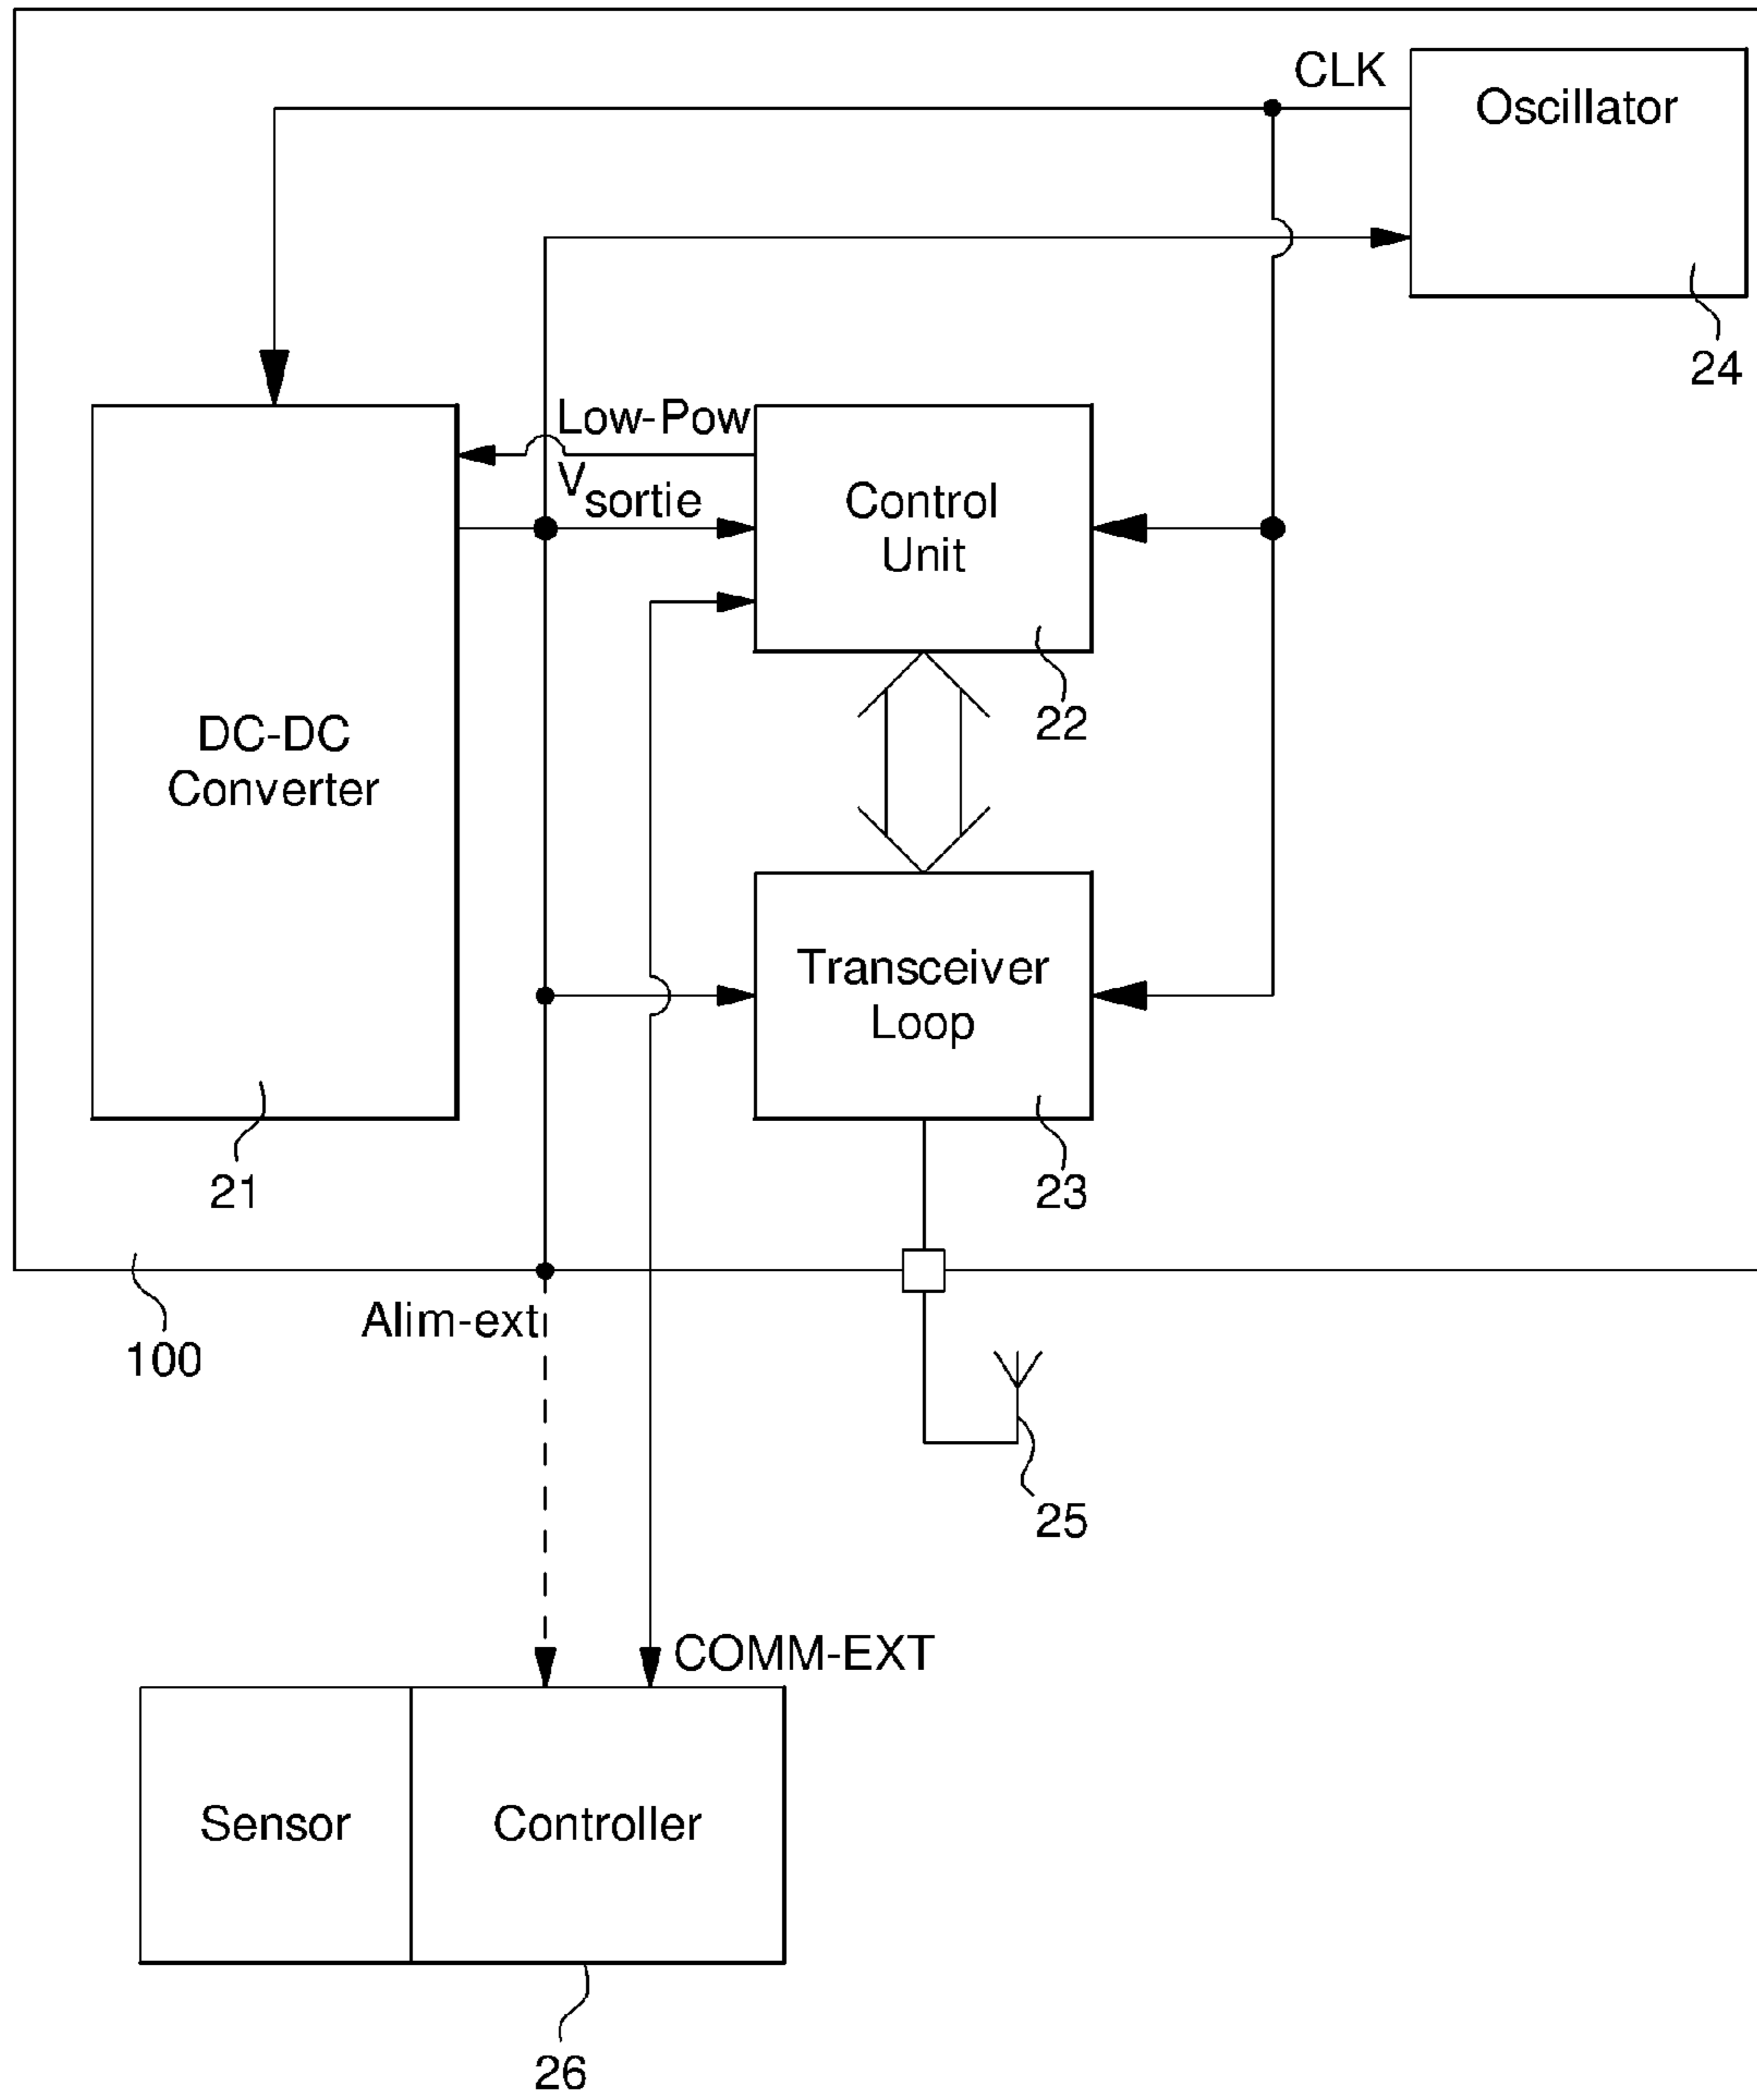 CLK
Oscillator
24
Low-Pow
Vsortie
Control
Unit
22
DC-DC
Converter
21
Transceiver
Loop
23
100
Alim-ext
25
COMM-EXT
Sensor
Controller
26